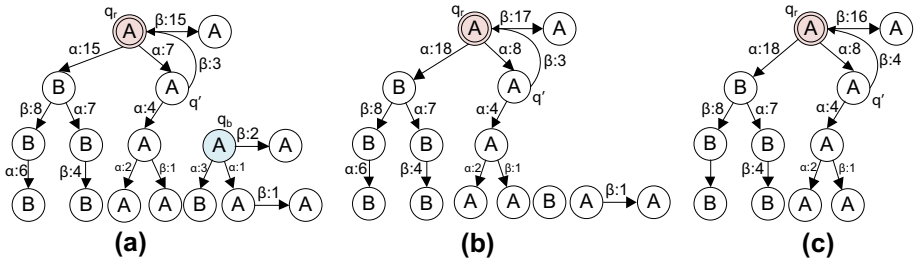 qr β:15 qr β:17 qr β:16
A A A A A A
α:15 α:7 α:18 α:8 α:18 α:8
β:3 β:3 β:4
B A B A B A
q' q' q'
β:8 α:7 α:4 qb β:8 α:7 α:4 β:8 α:7 α:4
β:2
B B A A A B B A B B A
α:6 β:4 α:2 β:1 α:3 α:1 α:6 β:4 α:2 β:1 β:4 α:2 β:1
β:1 β:1
B B A A B A A B B A A B A A B B A A
(a) (b) (c)